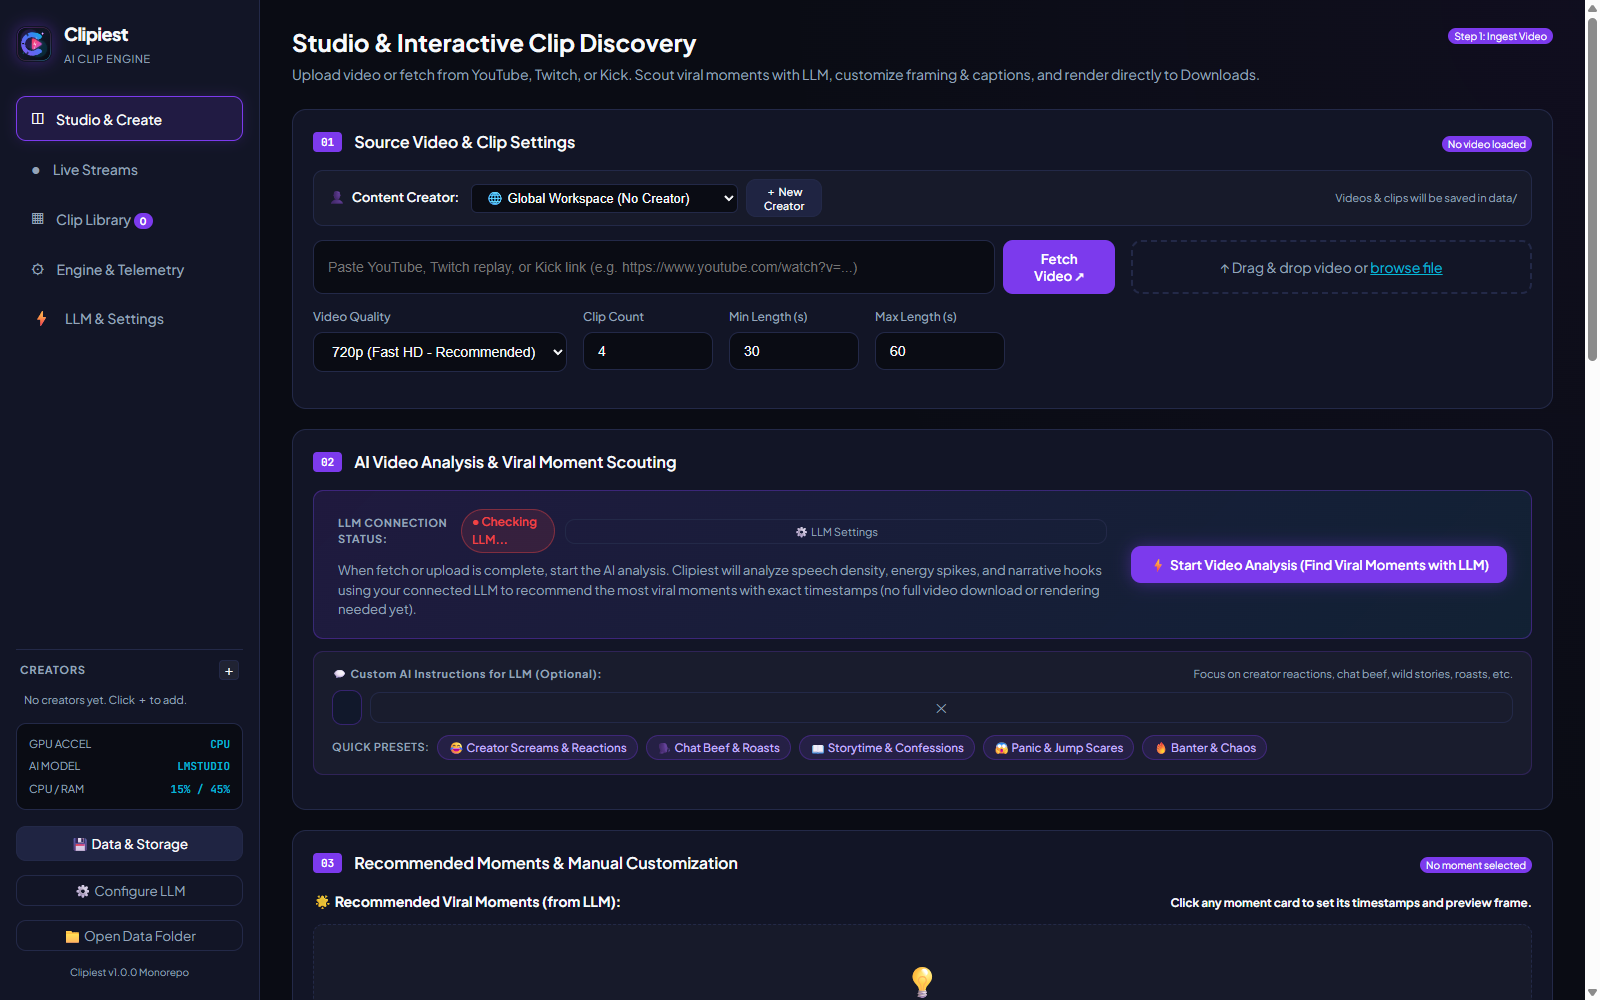 Clipiest
AI CLIP ENGINE
Studio & Create
Live Streams
Clip Library 0
Engine & Telemetry
LLM & Settings
CREATORS +
No creators yet. Click + to add.
GPU ACCEL CPU
AI MODEL LMSTUDIO
CPU / RAM 15% / 45%
Data & Storage
Configure LLM
Open Data Folder
Clipiest v1.0.0 Monorepo
Studio & Interactive Clip Discovery
Step 1: Ingest Video
Upload video or fetch from YouTube, Twitch, or Kick. Scout viral moments with LLM, customize framing & captions, and render directly to Downloads.
01 Source Video & Clip Settings
No video loaded
Content Creator: Global Workspace (No Creator)
+ New
Creator
Videos & clips will be saved in data/
Paste YouTube, Twitch replay, or Kick link (e.g. https://www.youtube.com/watch?v=...)
Fetch
Video ↗
↑ Drag & drop video or browse file
Video Quality Clip Count Min Length (s) Max Length (s)
720p (Fast HD - Recommended) 4 30 60
02 AI Video Analysis & Viral Moment Scouting
LLM CONNECTION
STATUS:
● Checking
LLM...
LLM Settings
When fetch or upload is complete, start the AI analysis. Clipiest will analyze speech density, energy spikes, and narrative hooks
using your connected LLM to recommend the most viral moments with exact timestamps (no full video download or rendering
needed yet).
Start Video Analysis (Find Viral Moments with LLM)
Custom AI Instructions for LLM (Optional):
Focus on creator reactions, chat beef, wild stories, roasts, etc.
QUICK PRESETS: Creator Screams & Reactions Chat Beef & Roasts Storytime & Confessions Panic & Jump Scares Banter & Chaos
03 Recommended Moments & Manual Customization
No moment selected
Recommended Viral Moments (from LLM):
Click any moment card to set its timestamps and preview frame.